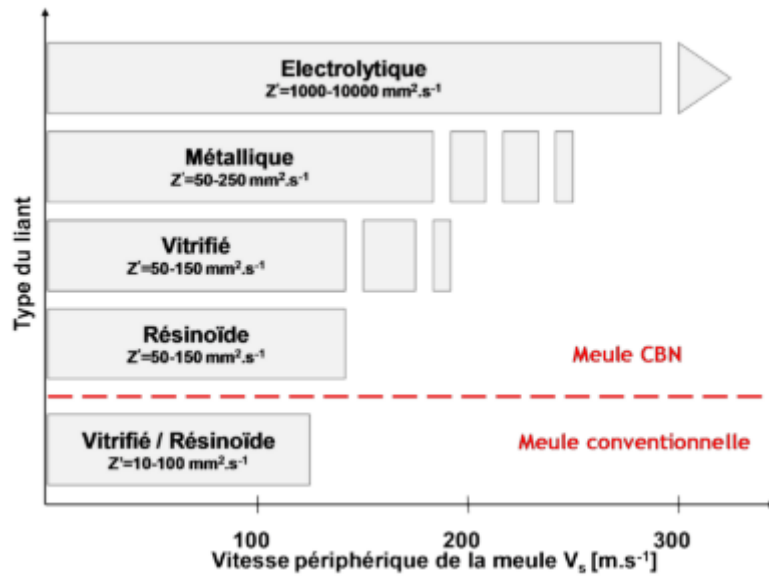 Electrolytique
Z'=1000-10000 mm².s⁻¹
Métallique
Z'=50-250 mm².s⁻¹
Vitrifié
Z'=50-150 mm².s⁻¹
Résinoïde
Z'=50-150 mm².s⁻¹
Meule CBN
Vitrifié / Résinoïde
Z'=10-100 mm².s⁻¹
Meule conventionnelle
Type du liant
100 200 300
Vitesse périphérique de la meule Vₛ [m.s⁻¹]